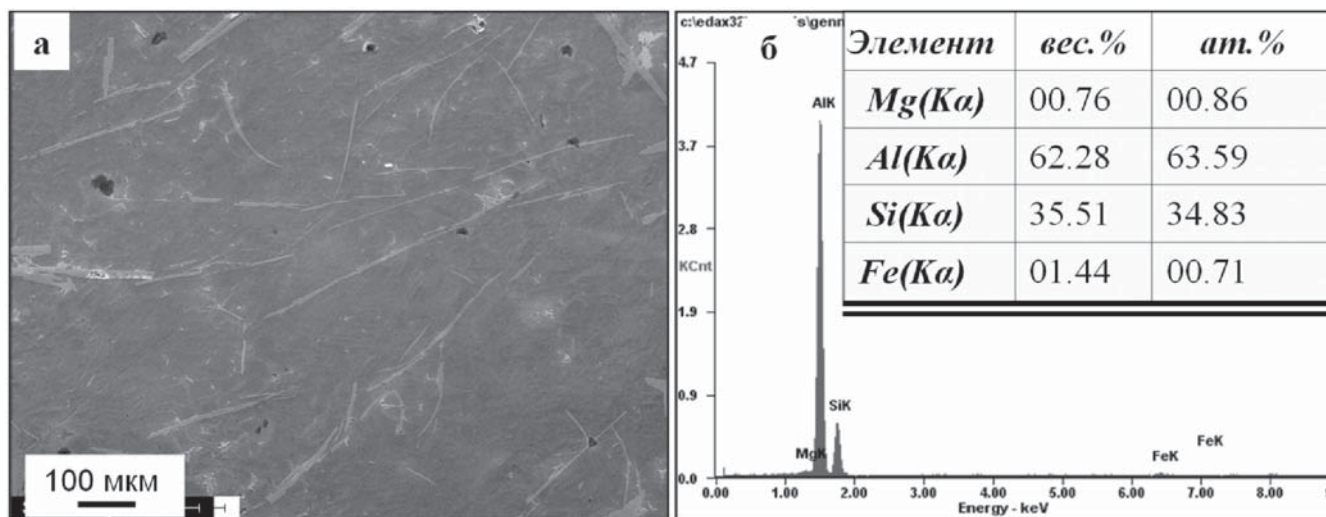 а
100 мкм
c:\edax32 s\genn
б
Элемент вес.% ат.%
Mg(Kα) 00.76 00.86
Al(Kα) 62.28 63.59
Si(Kα) 35.51 34.83
Fe(Kα) 01.44 00.71
4.7
3.7
2.8
KCnt
1.9
0.9
0.0
AlK
SiK
MgK
FeK
FeK
0.00 1.00 2.00 3.00 4.00 5.00 6.00 7.00 8.00
Energy - keV